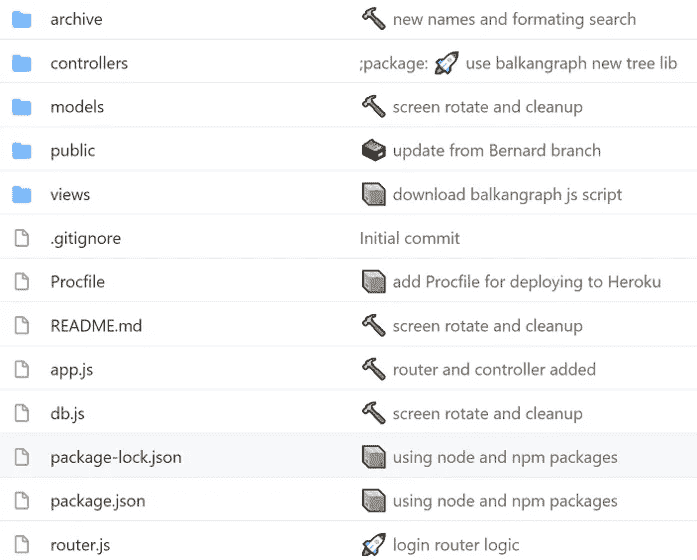 archive new names and formating search
controllers ;package: use balkangraph new tree lib
models screen rotate and cleanup
public update from Bernard branch
views download balkangraph js script
.gitignore Initial commit
Procfile add Procfile for deploying to Heroku
README.md screen rotate and cleanup
app.js router and controller added
db.js screen rotate and cleanup
package-lock.json using node and npm packages
package.json using node and npm packages
router.js login router logic